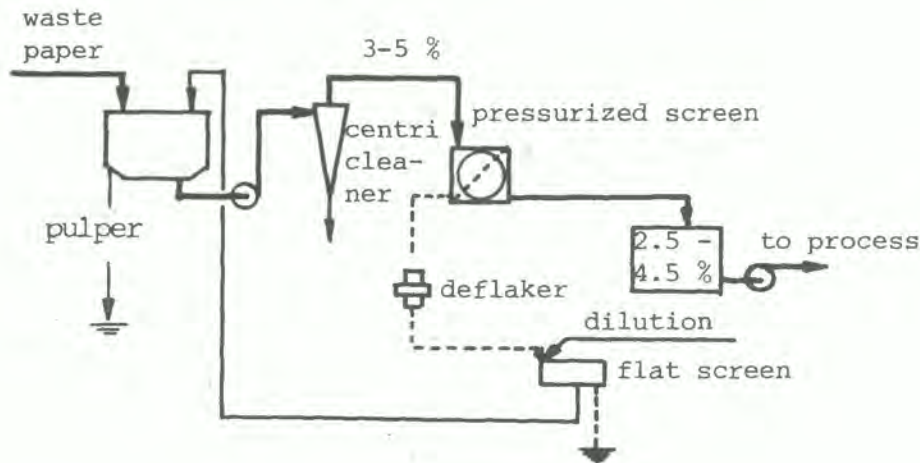 waste
paper
3-5 %
pressurized screen
centri
clea-
ner
pulper
2.5 -
4.5 %
to process
deflaker
dilution
flat screen